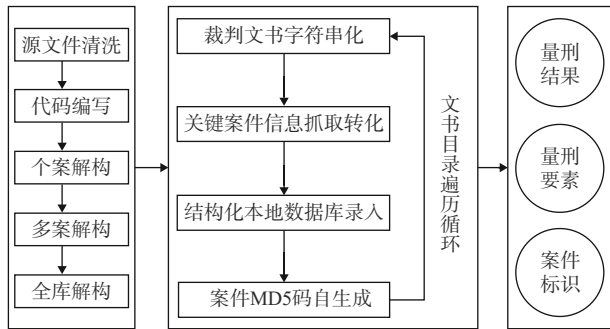 源文件清洗
代码编写
个案解构
多案解构
全库解构
裁判文书字符串化
关键案件信息抓取转化
结构化本地数据库录入
案件MD5码自生成
文书目录遍历循环
量刑
结果
量刑
要素
案件
标识